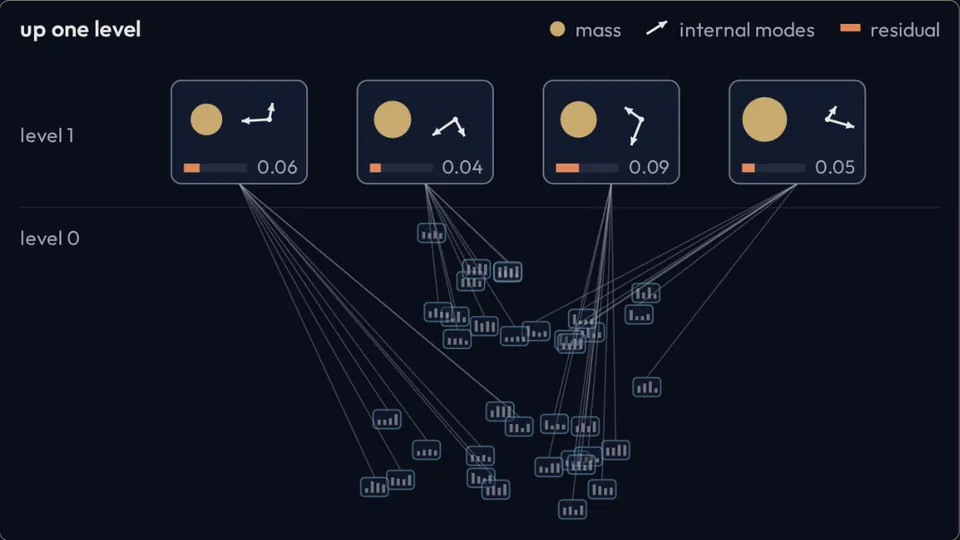 up one level
mass
internal modes
residual
level 1
0.06
0.04
0.09
0.05
level 0